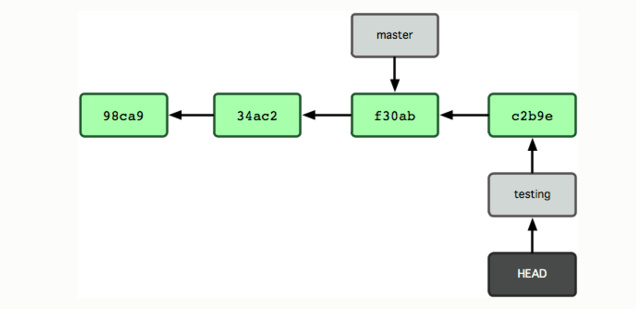 master
98ca9
34ac2
f30ab
c2b9e
testing
HEAD